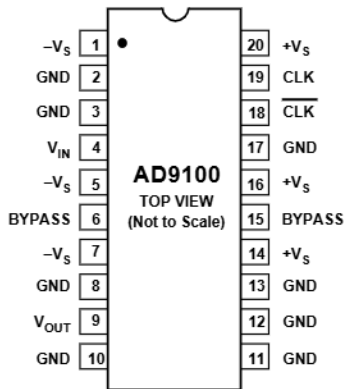 –VS 1 20 +VS
GND 2 19 CLK
GND 3 18 CLK
VIN 4 17 GND
–VS 5 16 +VS
BYPASS 6 15 BYPASS
–VS 7 14 +VS
GND 8 13 GND
VOUT 9 12 GND
GND 10 11 GND
AD9100
TOP VIEW
(Not to Scale)